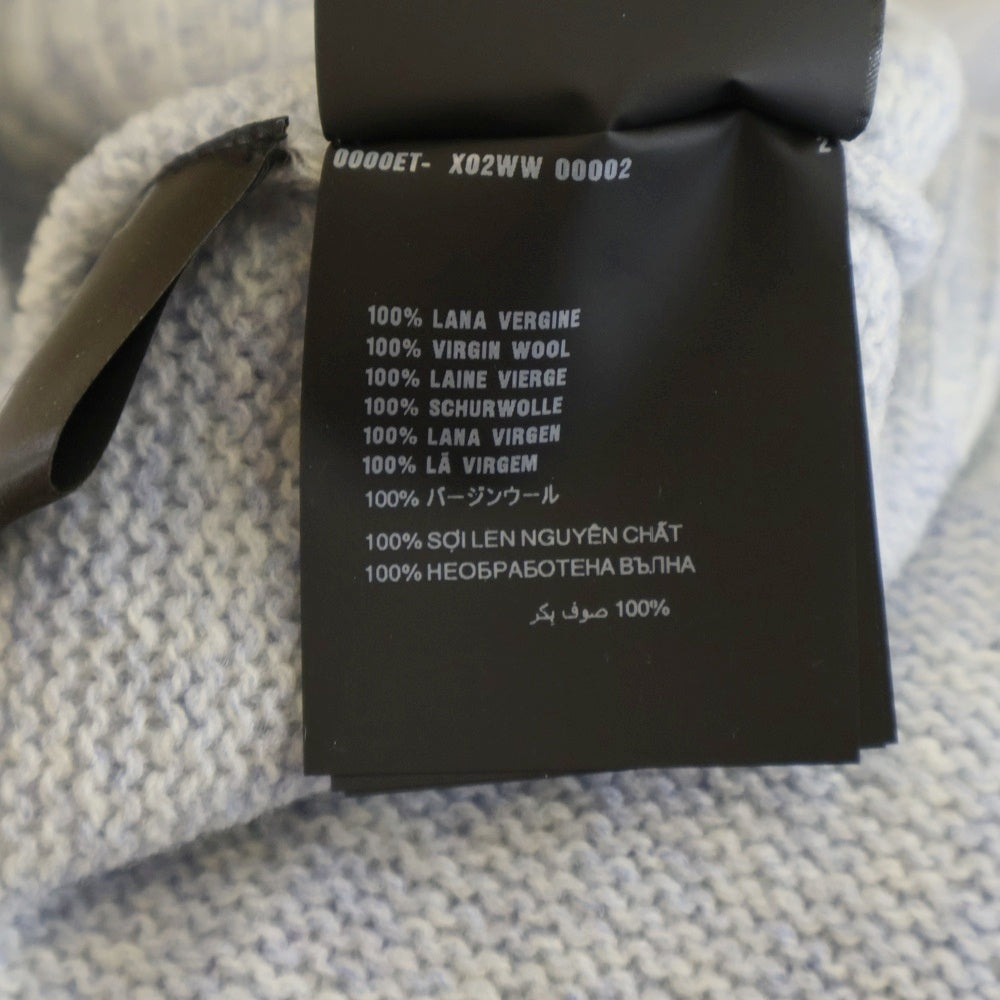 0000ET- X02WW 00002
2
100% LANA VERGINE
100% VIRGIN WOOL
100% LAINE VIERGE
100% SCHURWOLLE
100% LANA VIRGEN
100% LÃ VIRGEM
100% バージンウール
100% SỢI LEN NGUYÊN CHẤT
100% НЕОБРАБОТЕНА ВЪЛНА
100% صوف بكر